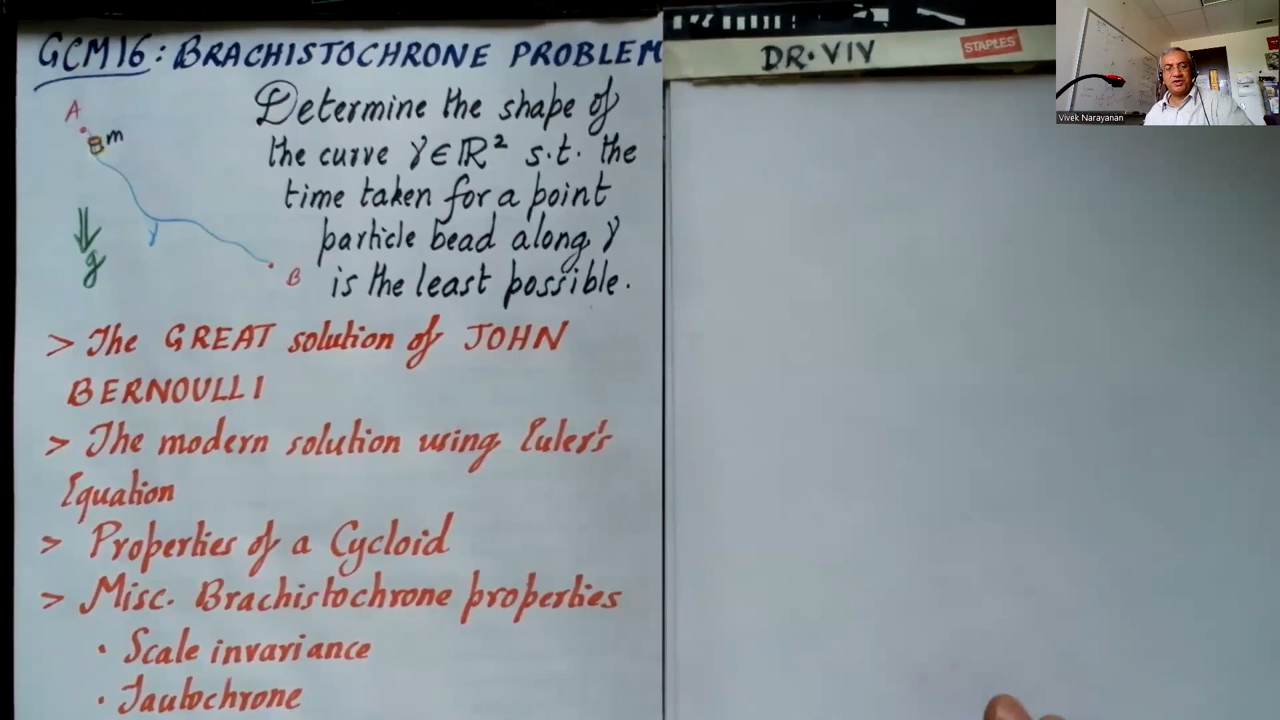 GCM16: BRACHISTOCHRONE PROBLEM
A
m
γ
g
B
Determine the shape of
the curve γ ∈ ℝ² s.t. the
time taken for a point
particle bead along γ
is the least possible.
> The GREAT solution of JOHN
BERNOULLI
> The modern solution using Euler's
Equation
> Properties of a Cycloid
> Misc. Brachistochrone properties
· Scale invariance
· Tautochrone
DR·VIV
STAPLES
Vivek Narayanan